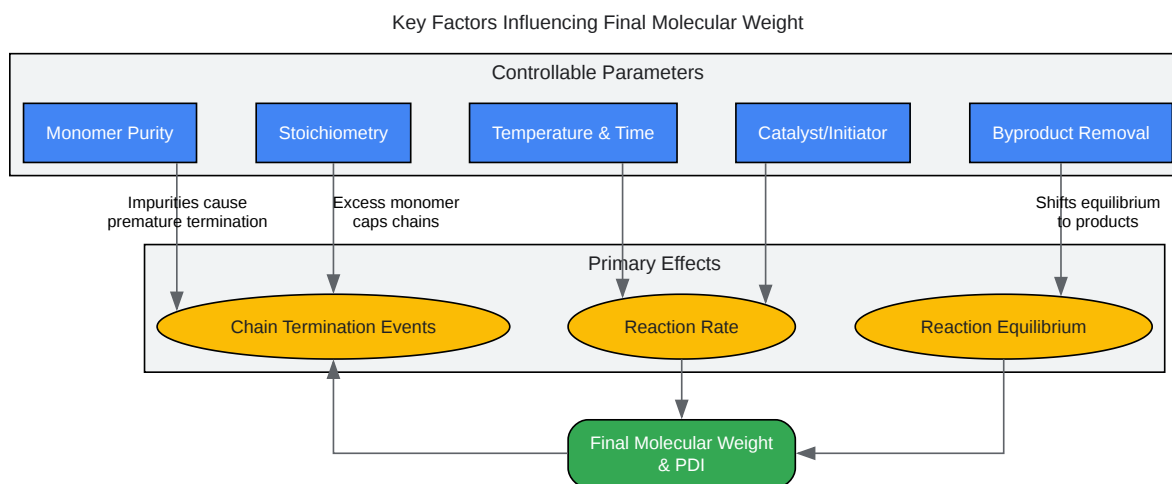 Key Factors Influencing Final Molecular Weight
Controllable Parameters
Monomer Purity
Stoichiometry
Temperature & Time
Catalyst/Initiator
Byproduct Removal
Impurities cause
premature termination
Excess monomer
caps chains
Shifts equilibrium
to products
Primary Effects
Chain Termination Events
Reaction Rate
Reaction Equilibrium
Final Molecular Weight
& PDI